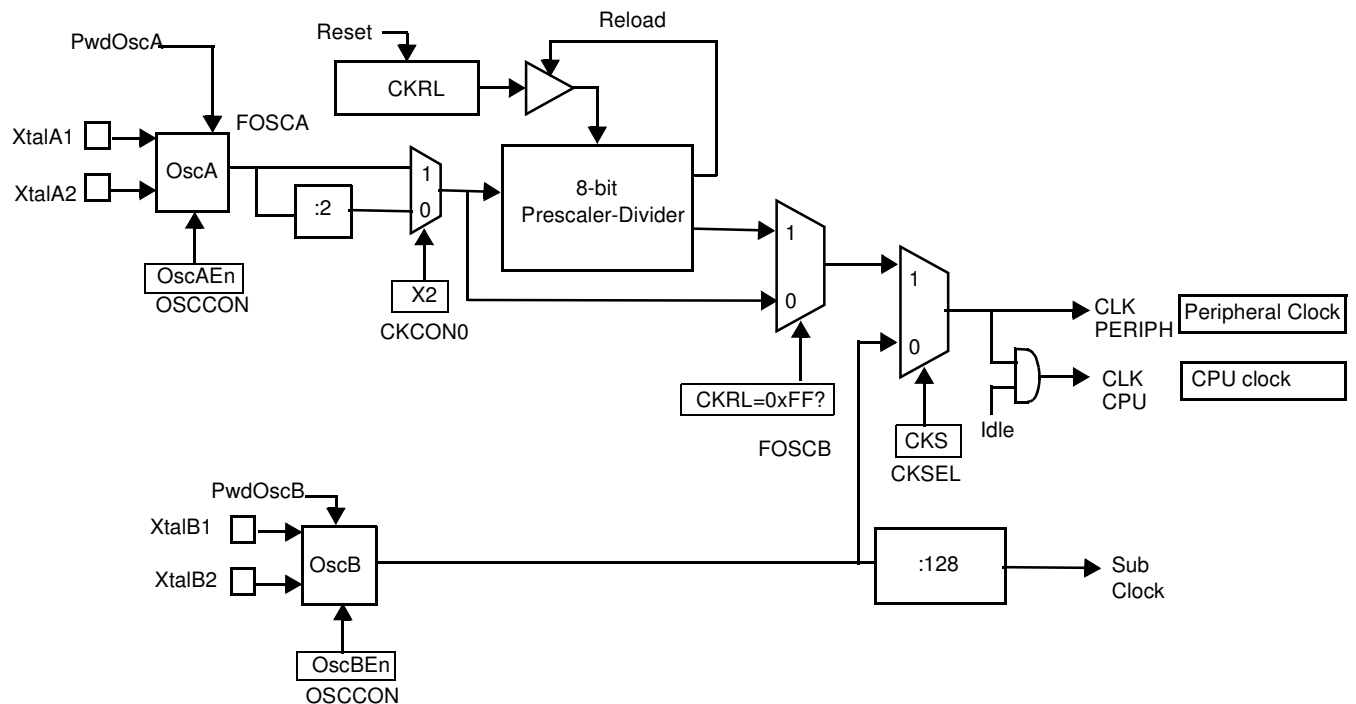 Reload
Reset
PwdOscA
CKRL
FOSCA
XtalA1
OscA
XtalA2
1
:2
0
8-bit
Prescaler-Divider
OscAEn
OSCCON
X2
CKCON0
1
0
1
0
CLK
PERIPH
Peripheral Clock
CLK
CPU
CPU clock
CKRL=0xFF?
Idle
FOSCB
CKS
CKSEL
PwdOscB
XtalB1
OscB
XtalB2
:128
Sub
Clock
OscBEn
OSCCON